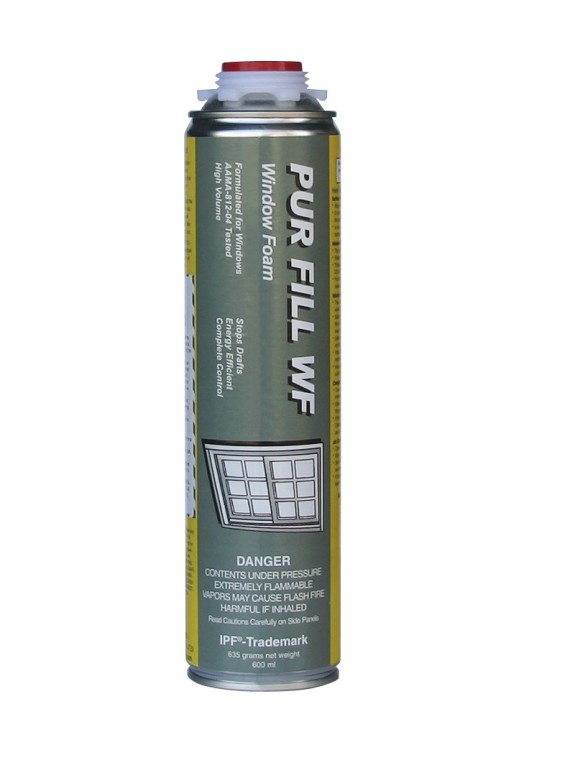 PUR FILL WF
Window Foam
Formulated for Windows
AAMA-812-04 Tested
High Volume
Stops Drafts
Energy Efficient
Complete Control
DANGER
CONTENTS UNDER PRESSURE
EXTREMELY FLAMMABLE
VAPORS MAY CAUSE FLASH FIRE
HARMFUL IF INHALED
Read Cautions Carefully on Side Panels
IPF®-Trademark
635 grams net weight
600 ml